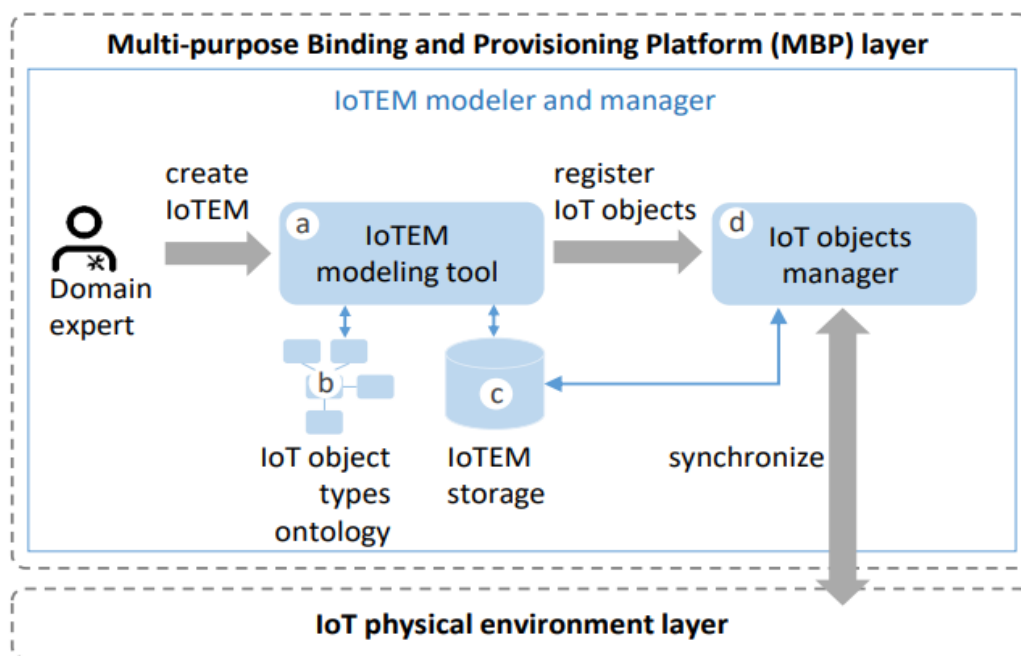 Multi-purpose Binding and Provisioning Platform (MBP) layer
IoTEM modeler and manager
create
IoTEM
register
IoT objects
a
IoTEM
modeling tool
d
IoT objects
manager
Domain
expert
b
c
IoT object
types
ontology
IoTEM
storage
synchronize
IoT physical environment layer